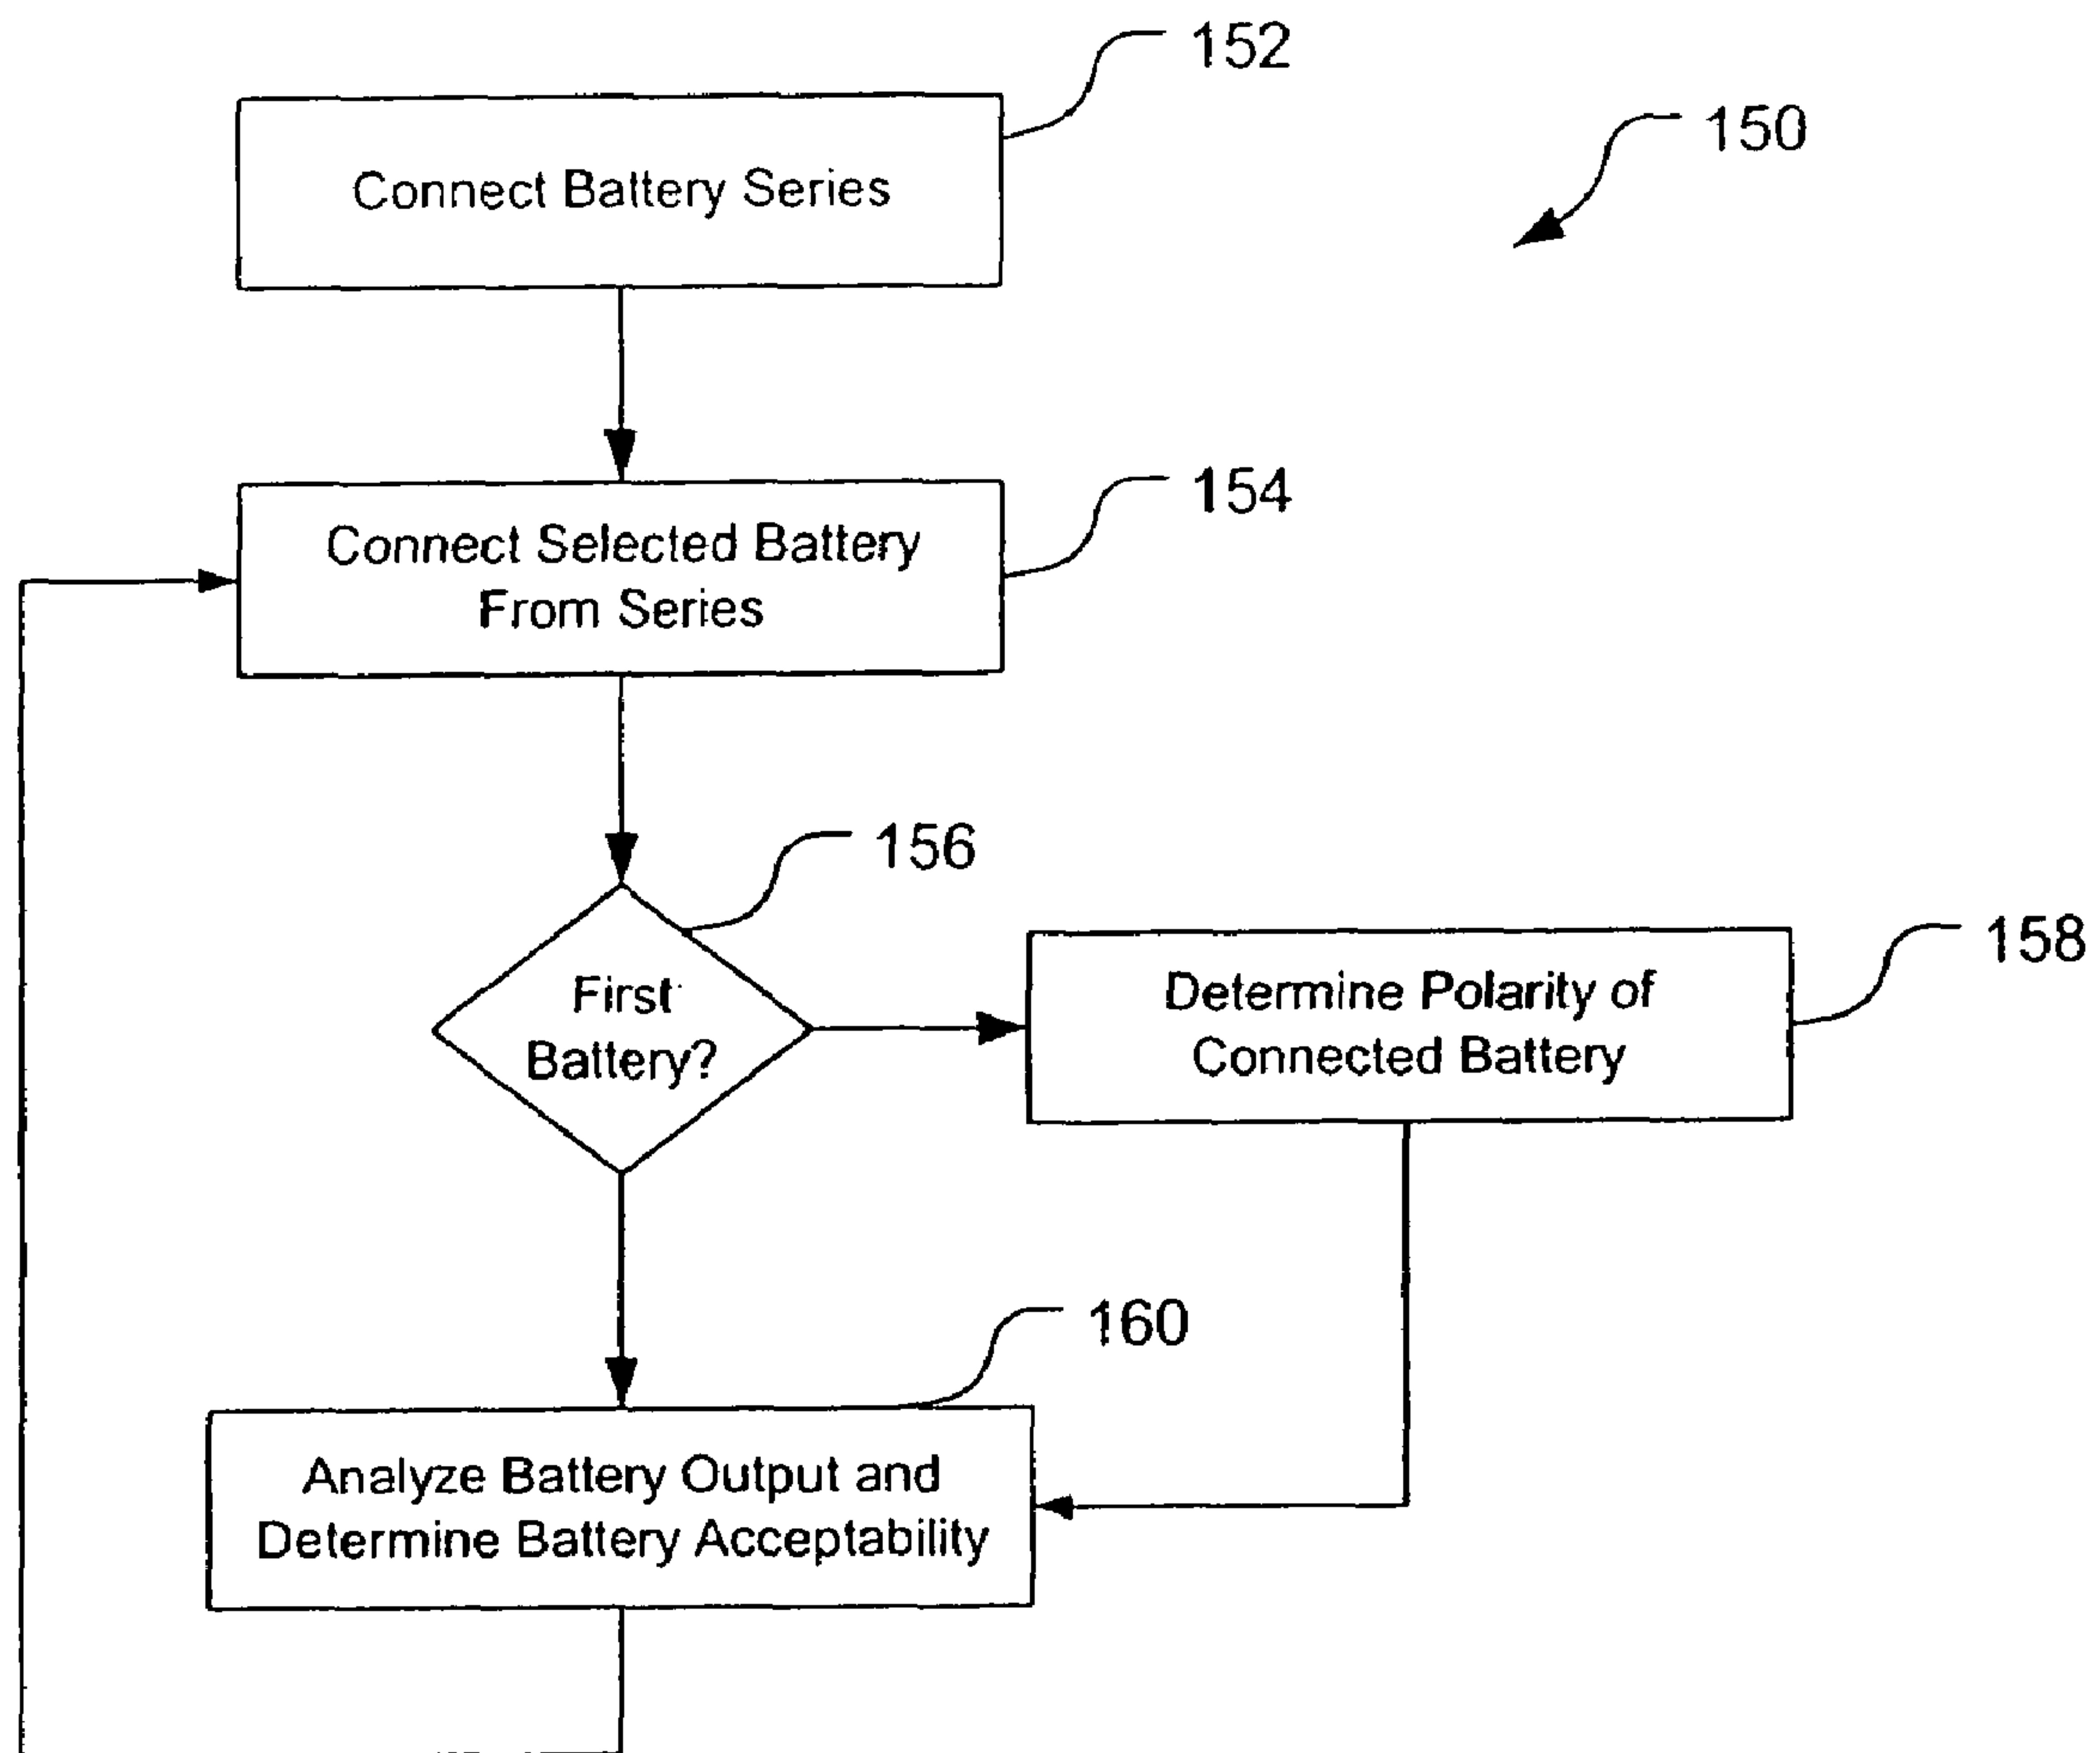 152
150
Connect Battery Series
154
Connect Selected Battery
From Series
156
First
Battery?
158
Determine Polarity of
Connected Battery
160
Analyze Battery Output and
Determine Battery Acceptability